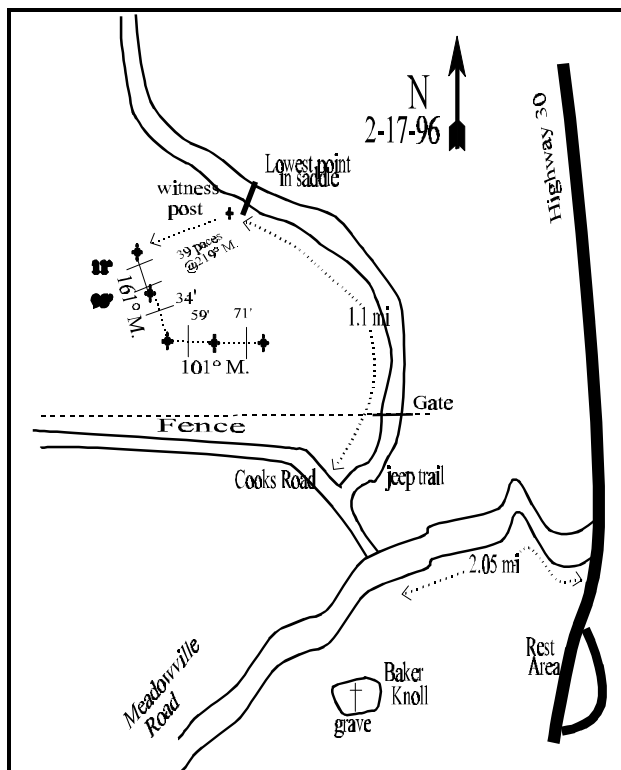 N
2-17-96
Highway 30
Lowest point
in saddle
witness
post
39 paces
@219° M.
161° M.
34'
59'
71'
101° M.
1.1 mi
Gate
Fence
Cooks Road
jeep trail
2.05 mi
Meadowville
Road
Baker
Knoll
grave
Rest
Area